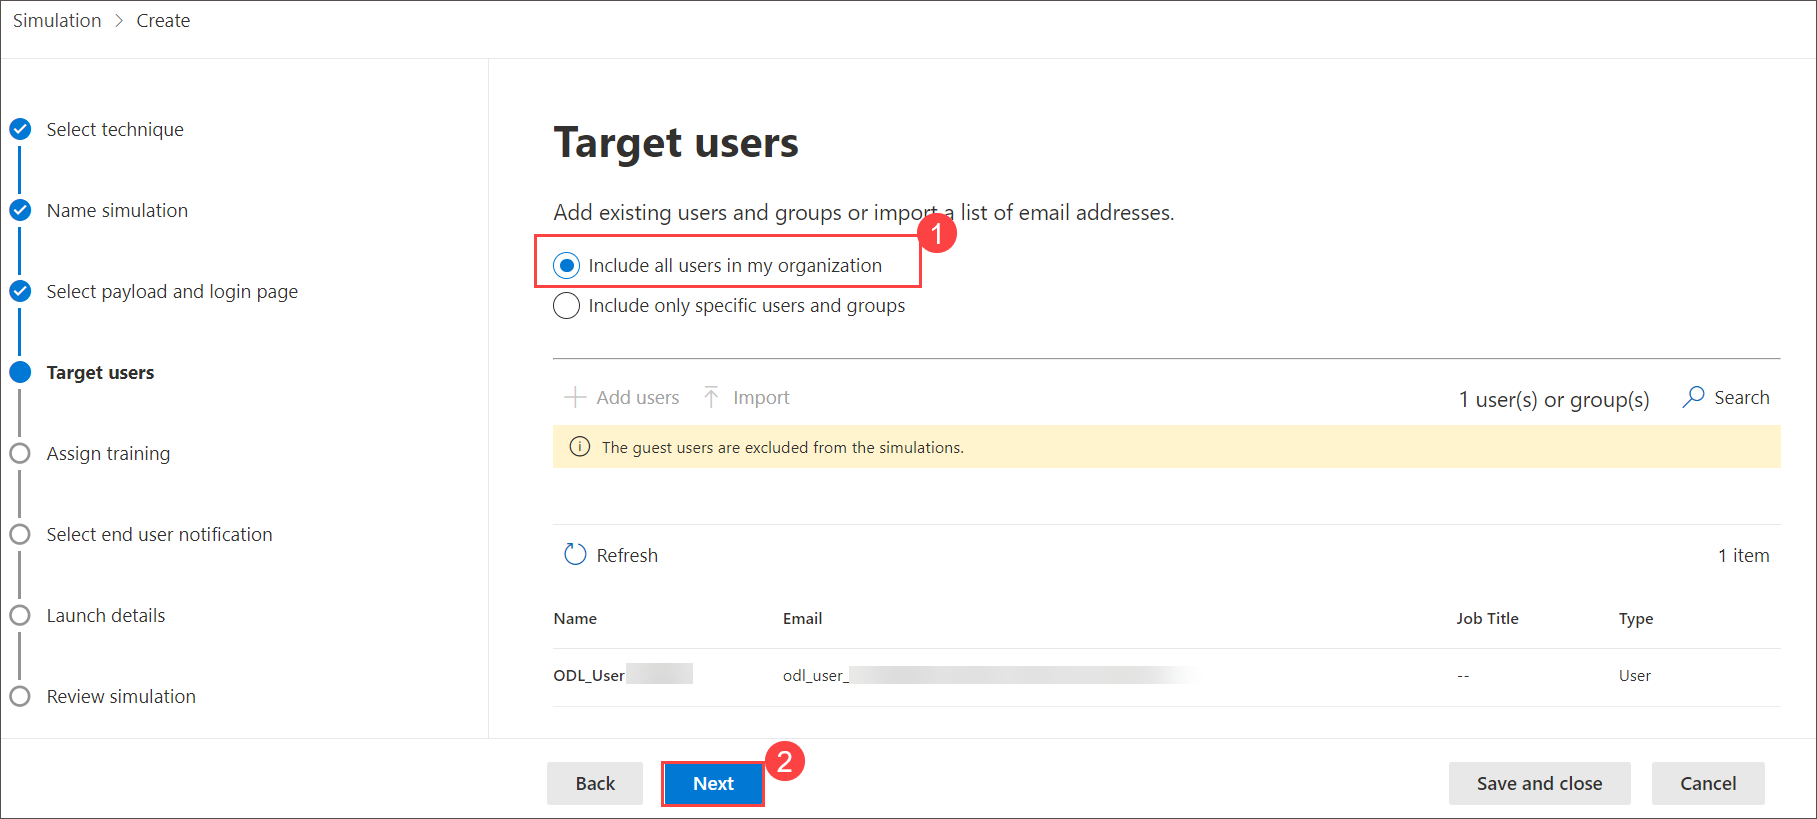 Simulation > Create
Select technique
Name simulation
Select payload and login page
Target users
Assign training
Select end user notification
Launch details
Review simulation
Target users
Add existing users and groups or import a list of email addresses.
1
Include all users in my organization
Include only specific users and groups
Add users Import 1 user(s) or group(s) Search
The guest users are excluded from the simulations.
Refresh 1 item
Name Email Job Title Type
ODL_User odl_user_ -- User
Back Next 2 Save and close Cancel